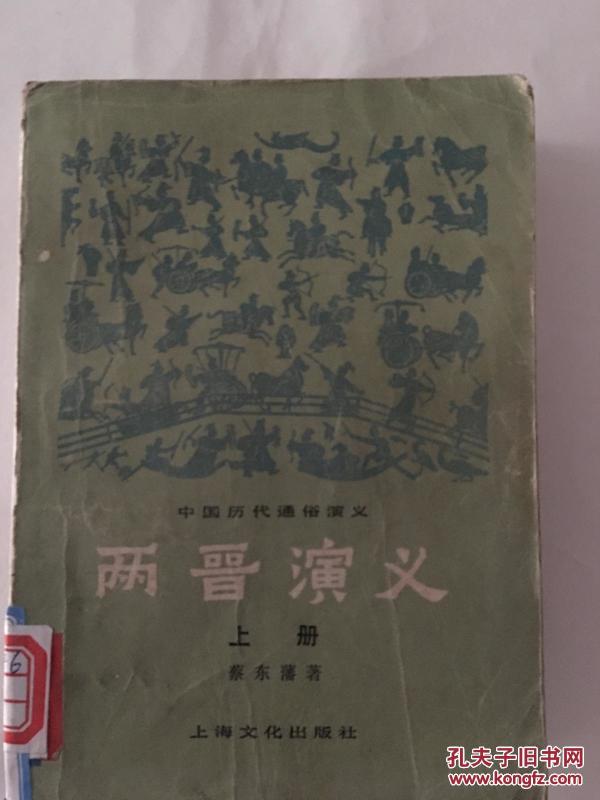 中国历代通俗演义
两晋演义
上册
蔡东藩著
上海文化出版社
6
孔夫子旧书网
www.kongfz.com